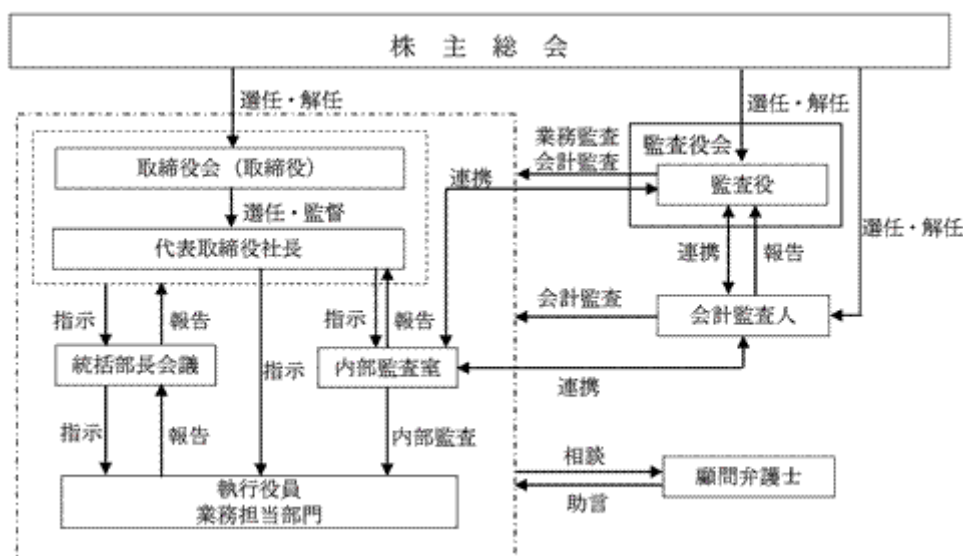 株主総会
選任・解任
選任・解任
業務監査
会計監査
監査役会
取締役会（取締役）
連携
監査役
選任・監督
選任・解任
代表取締役社長
連携
報告
指示
報告
指示
報告
会計監査
会計監査人
統括部長会議
指示
内部監査室
連携
指示
報告
内部監査
相談
顧問弁護士
助言
執行役員
業務担当部門